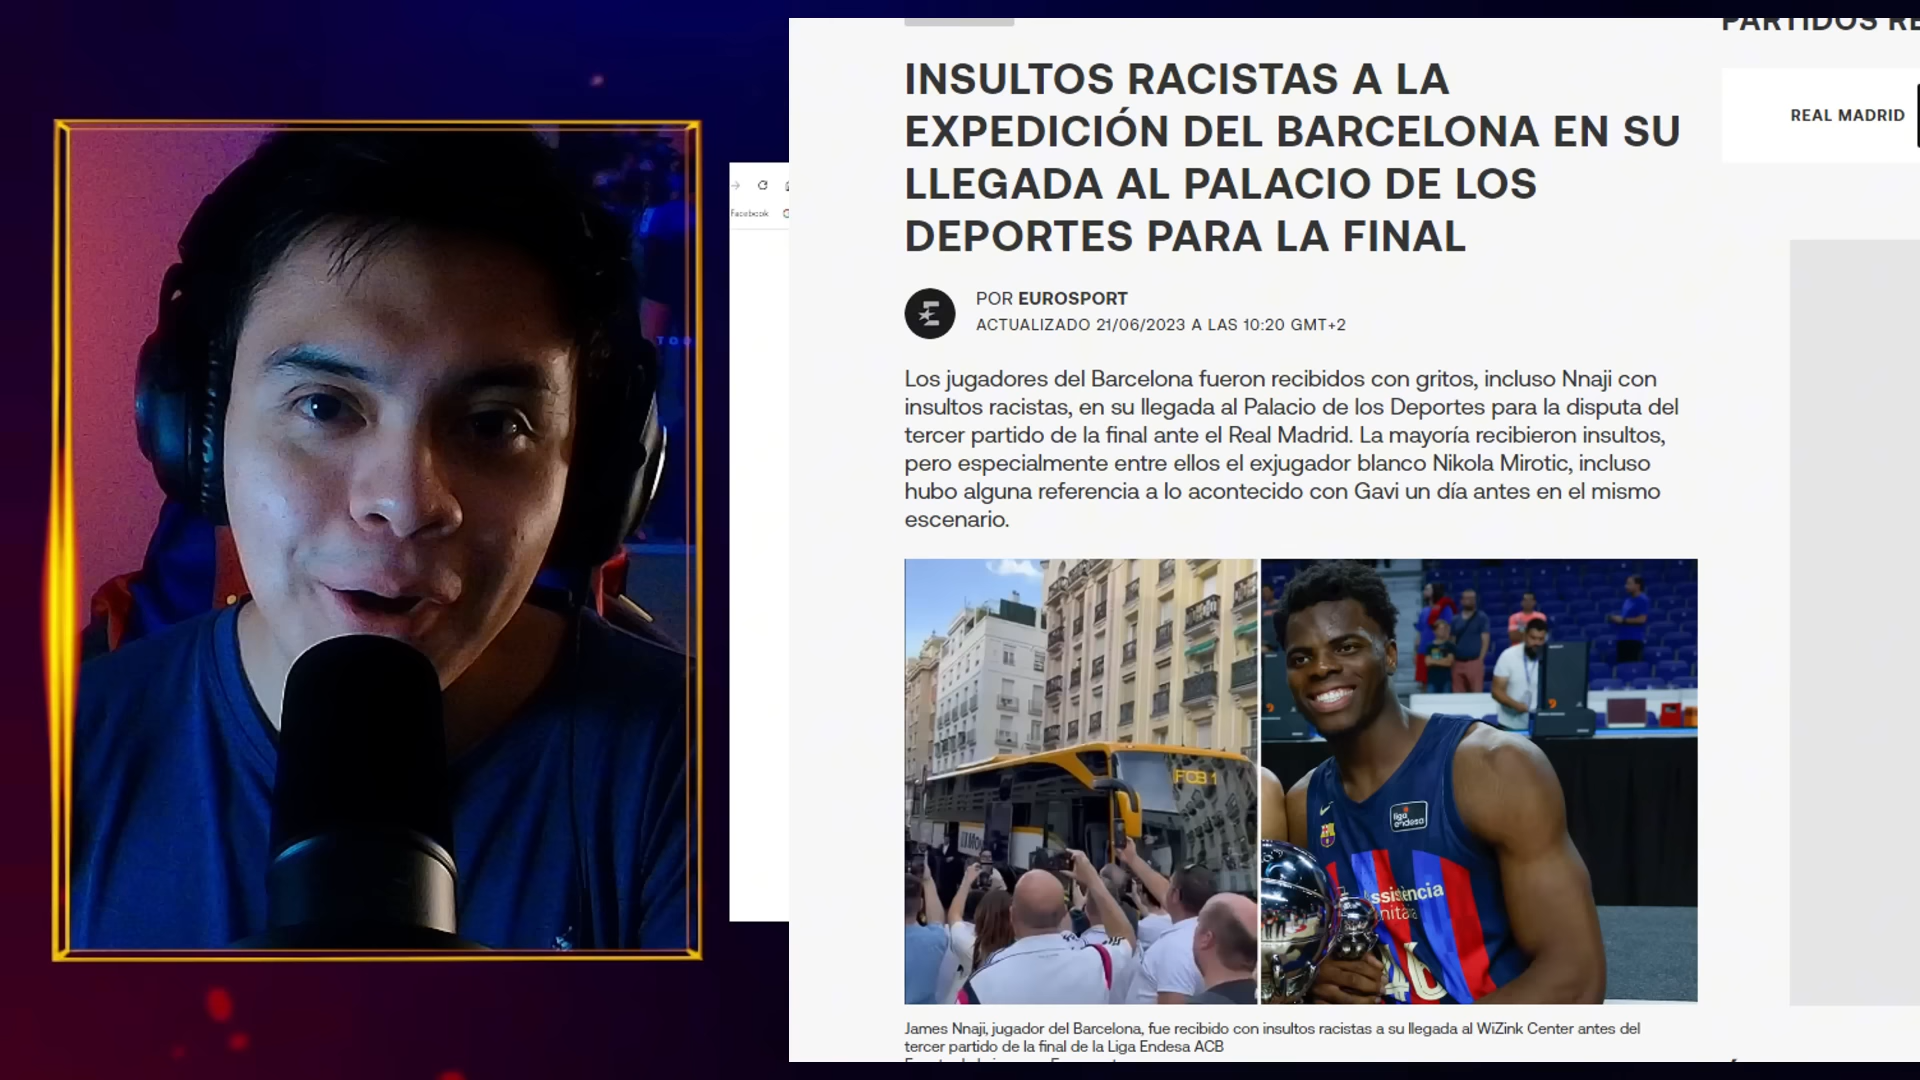 PARTIDOS RE
INSULTOS RACISTAS A LA
EXPEDICIÓN DEL BARCELONA EN SU
LLEGADA AL PALACIO DE LOS
DEPORTES PARA LA FINAL
REAL MADRID
Facebook
POR EUROSPORT
ACTUALIZADO 21/06/2023 A LAS 10:20 GMT+2
Los jugadores del Barcelona fueron recibidos con gritos, incluso Nnaji con
insultos racistas, en su llegada al Palacio de los Deportes para la disputa del
tercer partido de la final ante el Real Madrid. La mayoría recibieron insultos,
pero especialmente entre ellos el exjugador blanco Nikola Mirotic, incluso
hubo alguna referencia a lo acontecido con Gavi un día antes en el mismo
escenario.
FCB 1
liga
endesa
ssistència
nità
46
James Nnaji, jugador del Barcelona, fue recibido con insultos racistas a su llegada al WiZink Center antes del
tercer partido de la final de la Liga Endesa ACB